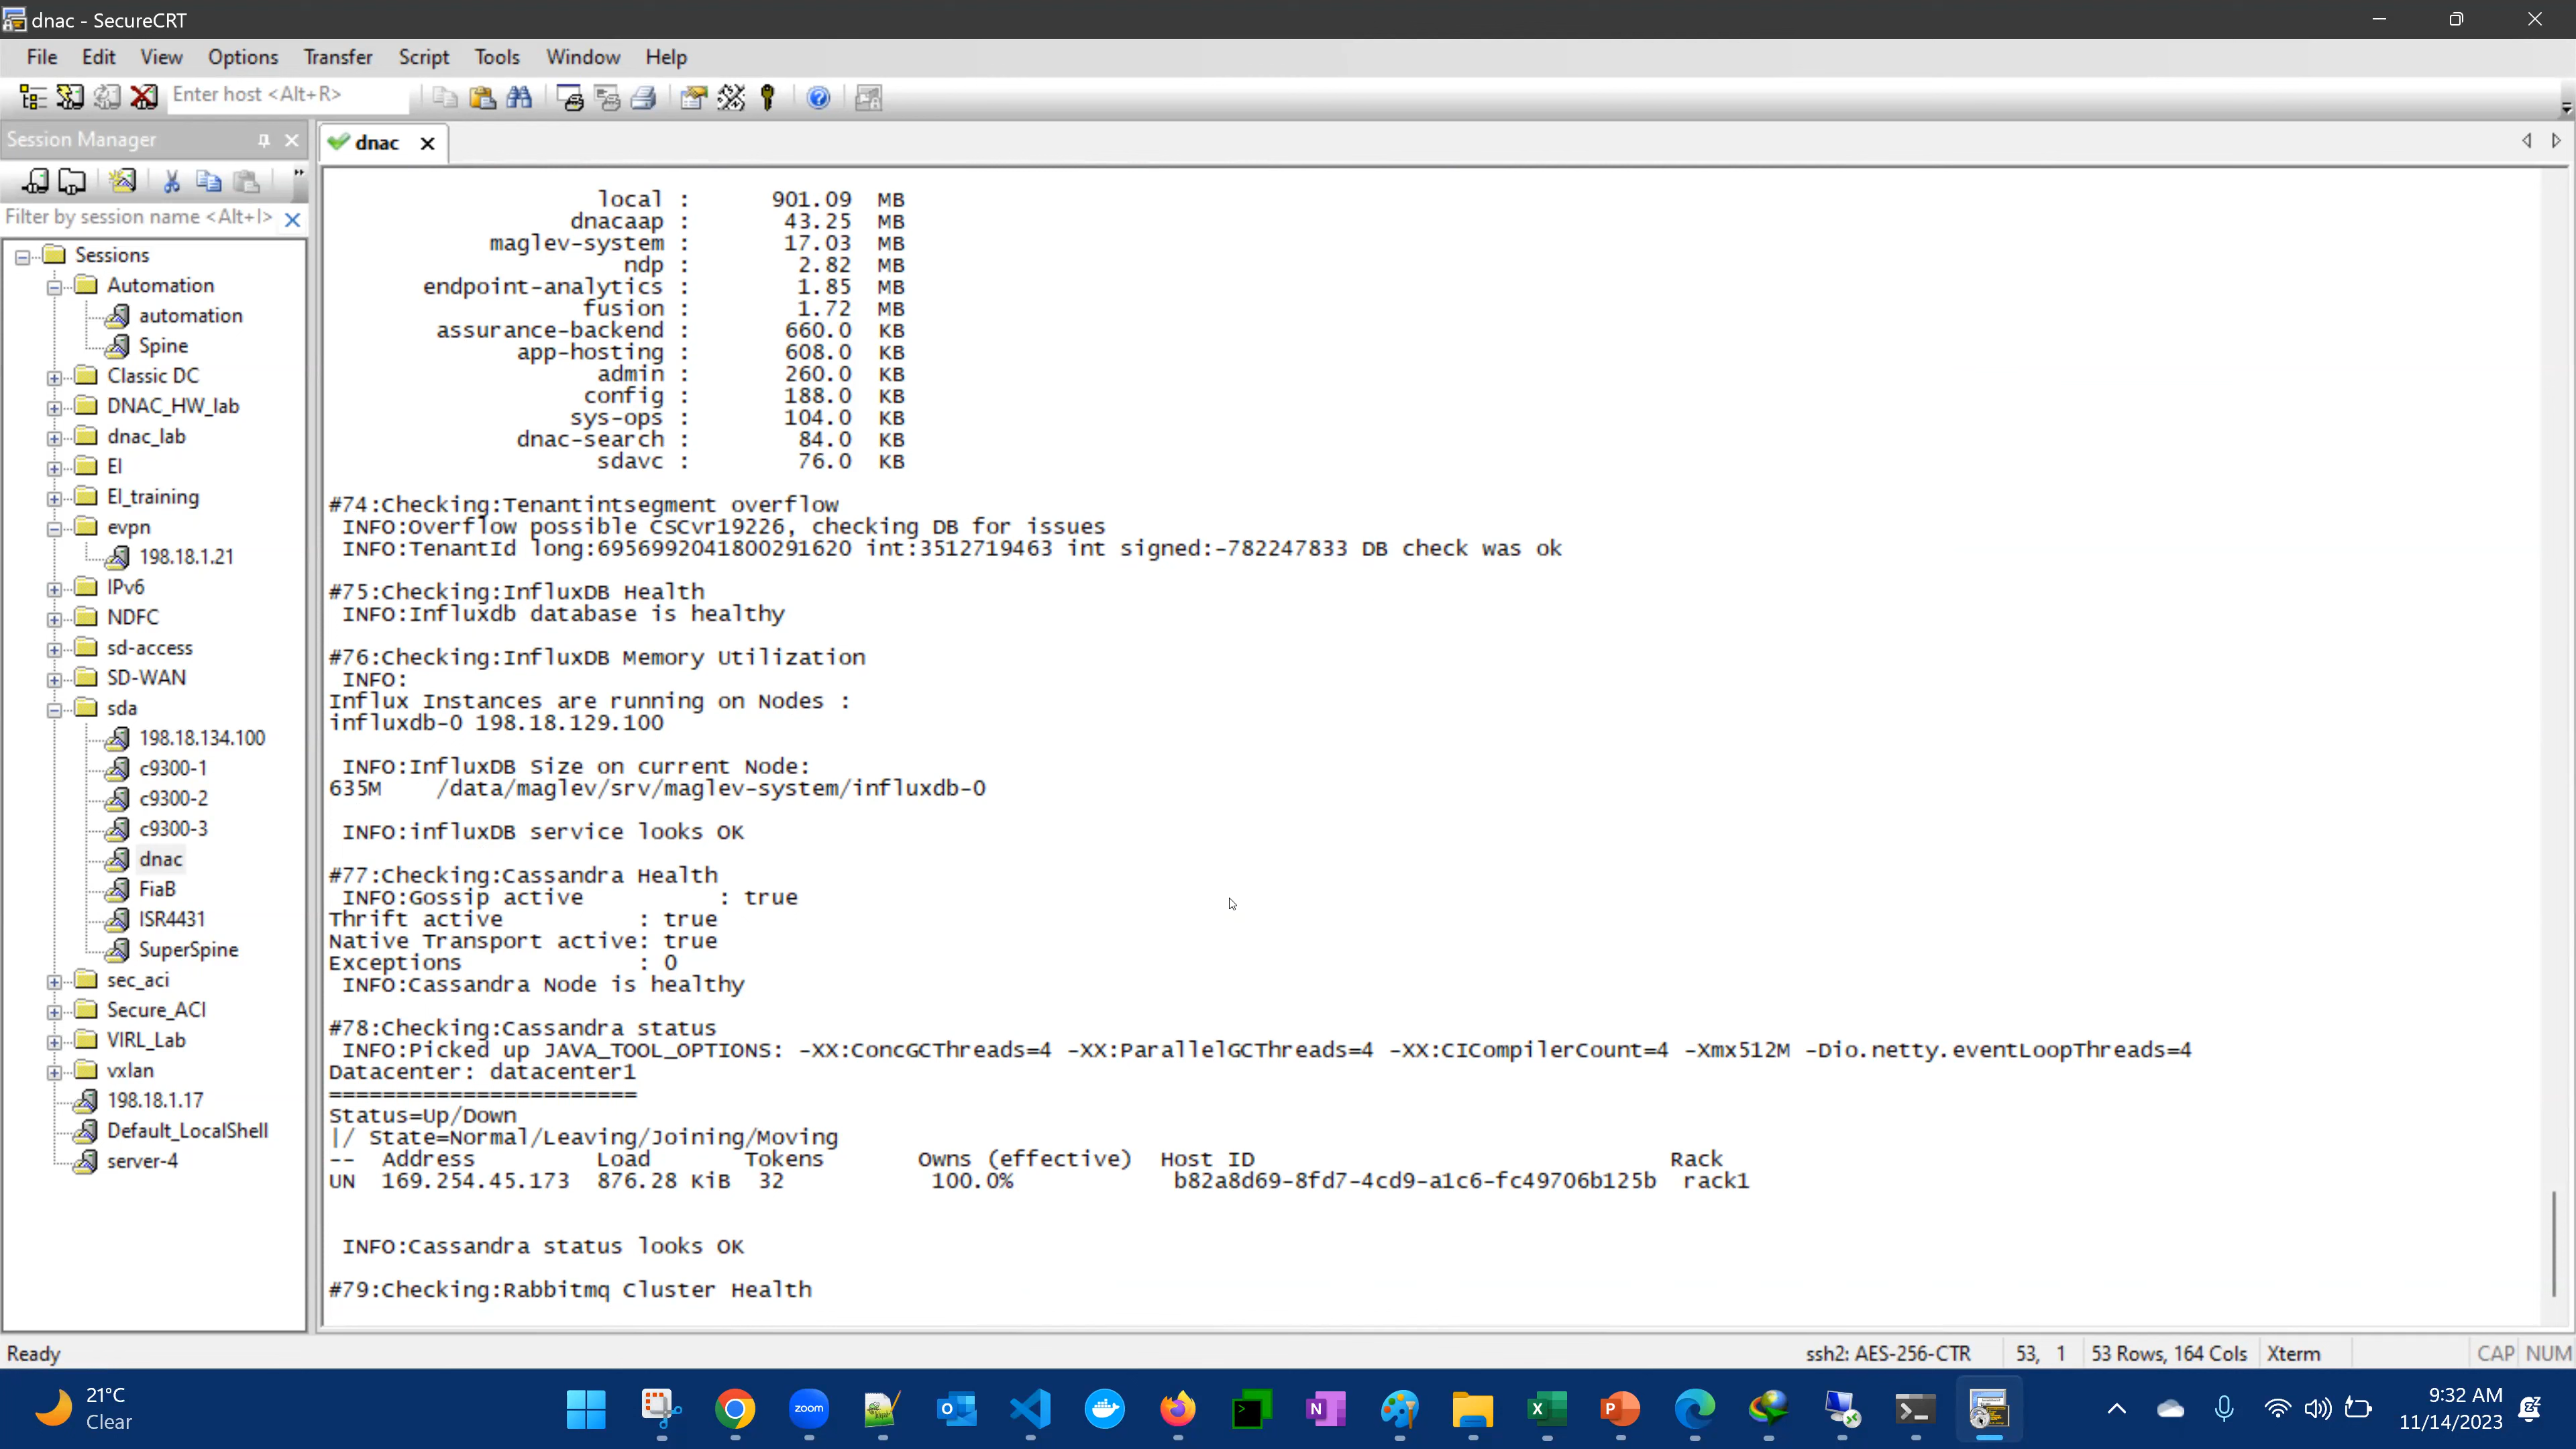 dnac - SecureCRT
File Edit View Options Transfer Script Tools Window Help
Enter host <Alt+R>
Session Manager
dnac
Filter by session name <Alt+I>
Sessions
Automation
automation
Spine
Classic DC
DNAC_HW_lab
dnac_lab
EI
EI_training
evpn
198.18.1.21
IPv6
NDFC
sd-access
SD-WAN
sda
198.18.134.100
c9300-1
c9300-2
c9300-3
dnac
FiaB
ISR4431
SuperSpine
sec_aci
Secure_ACI
VIRL_Lab
vxlan
198.18.1.17
Default_LocalShell
server-4
local : 901.09 MB
dnacaap : 43.25 MB
maglev-system : 17.03 MB
ndp : 2.82 MB
endpoint-analytics : 1.85 MB
fusion : 1.72 MB
assurance-backend : 660.0 KB
app-hosting : 608.0 KB
admin : 260.0 KB
config : 188.0 KB
sys-ops : 104.0 KB
dnac-search : 84.0 KB
sdavc : 76.0 KB
#74:Checking:Tenantintsegment overflow
INFO:Overflow possible CSCvr19226, checking DB for issues
INFO:TenantId long:6956992041800291620 int:3512719463 int signed:-782247833 DB check was ok
#75:Checking:InfluxDB Health
INFO:Influxdb database is healthy
#76:Checking:InfluxDB Memory Utilization
INFO:
Influx Instances are running on Nodes :
influxdb-0 198.18.129.100
INFO:InfluxDB Size on current Node:
635M /data/maglev/srv/maglev-system/influxdb-0
INFO:influxDB service looks OK
#77:Checking:Cassandra Health
INFO:Gossip active : true
Thrift active : true
Native Transport active: true
Exceptions : 0
INFO:Cassandra Node is healthy
#78:Checking:Cassandra status
INFO:Picked up JAVA_TOOL_OPTIONS: -XX:ConcGCThreads=4 -XX:ParallelGCThreads=4 -XX:CICompilerCount=4 -Xmx512M -Dio.netty.eventLoopThreads=4
Datacenter: datacenter1
=======================
Status=Up/Down
|/ State=Normal/Leaving/Joining/Moving
-- Address Load Tokens Owns (effective) Host ID Rack
UN 169.254.45.173 876.28 KiB 32 100.0% b82a8d69-8fd7-4cd9-a1c6-fc49706b125b rack1
INFO:Cassandra status looks OK
#79:Checking:Rabbitmq Cluster Health
Ready ssh2: AES-256-CTR 53, 1 53 Rows, 164 Cols Xterm CAP NUM
21°C
Clear
zoom
9:32 AM
11/14/2023